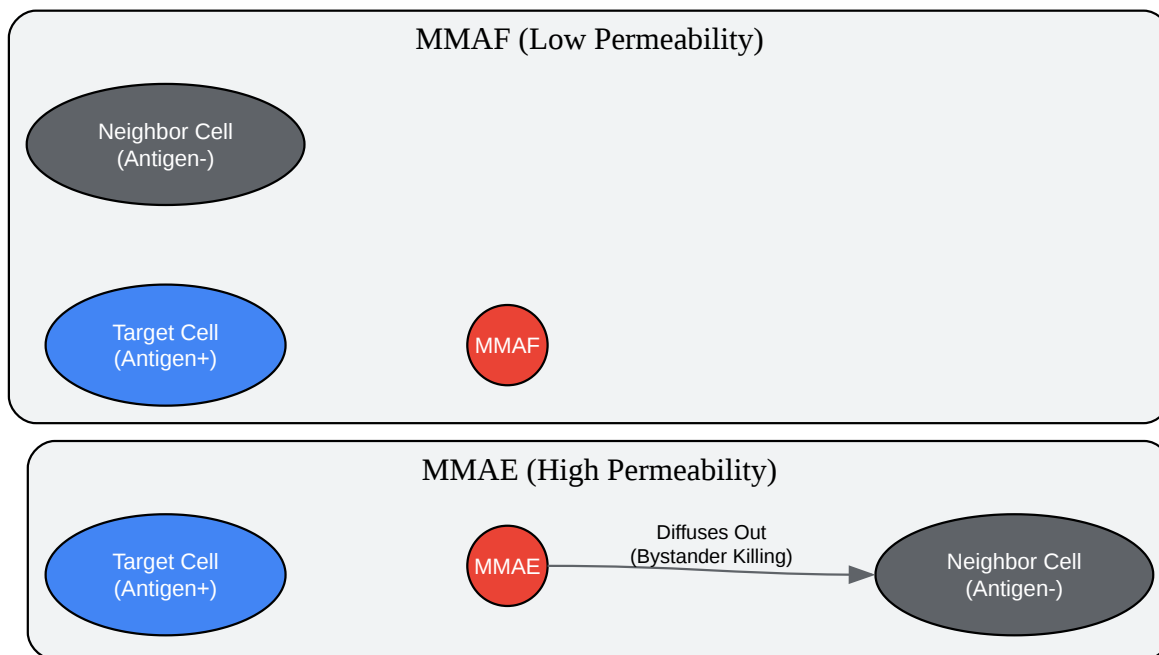 MMAF (Low Permeability)
Neighbor Cell
(Antigen-)
Target Cell
(Antigen+)
MMAF
MMAE (High Permeability)
Target Cell
(Antigen+)
MMAE
Diffuses Out
(Bystander Killing)
Neighbor Cell
(Antigen-)